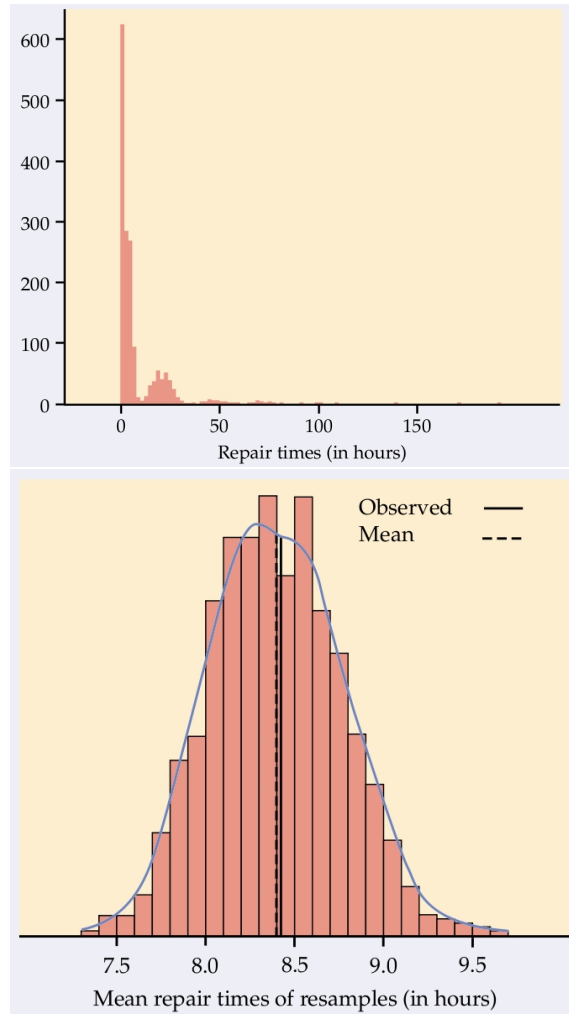 600
500
400
300
200
100
0
0 50 100 150
Repair times (in hours)
Observed
Mean
7.5 8.0 8.5 9.0 9.5
Mean repair times of resamples (in hours)